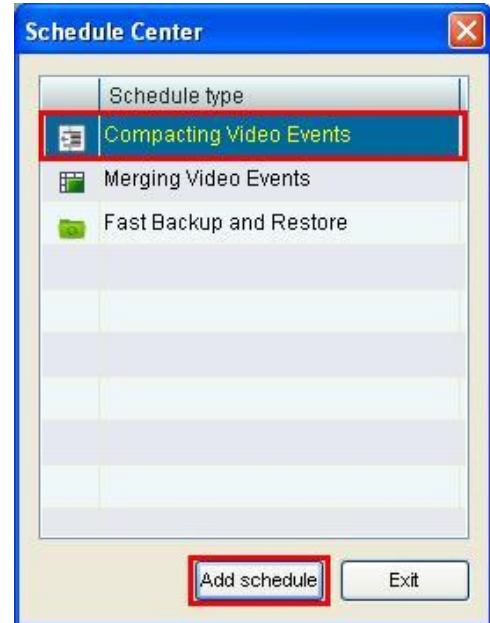 Schedule Center
Schedule type
Compacting Video Events
Merging Video Events
Fast Backup and Restore
Add schedule Exit